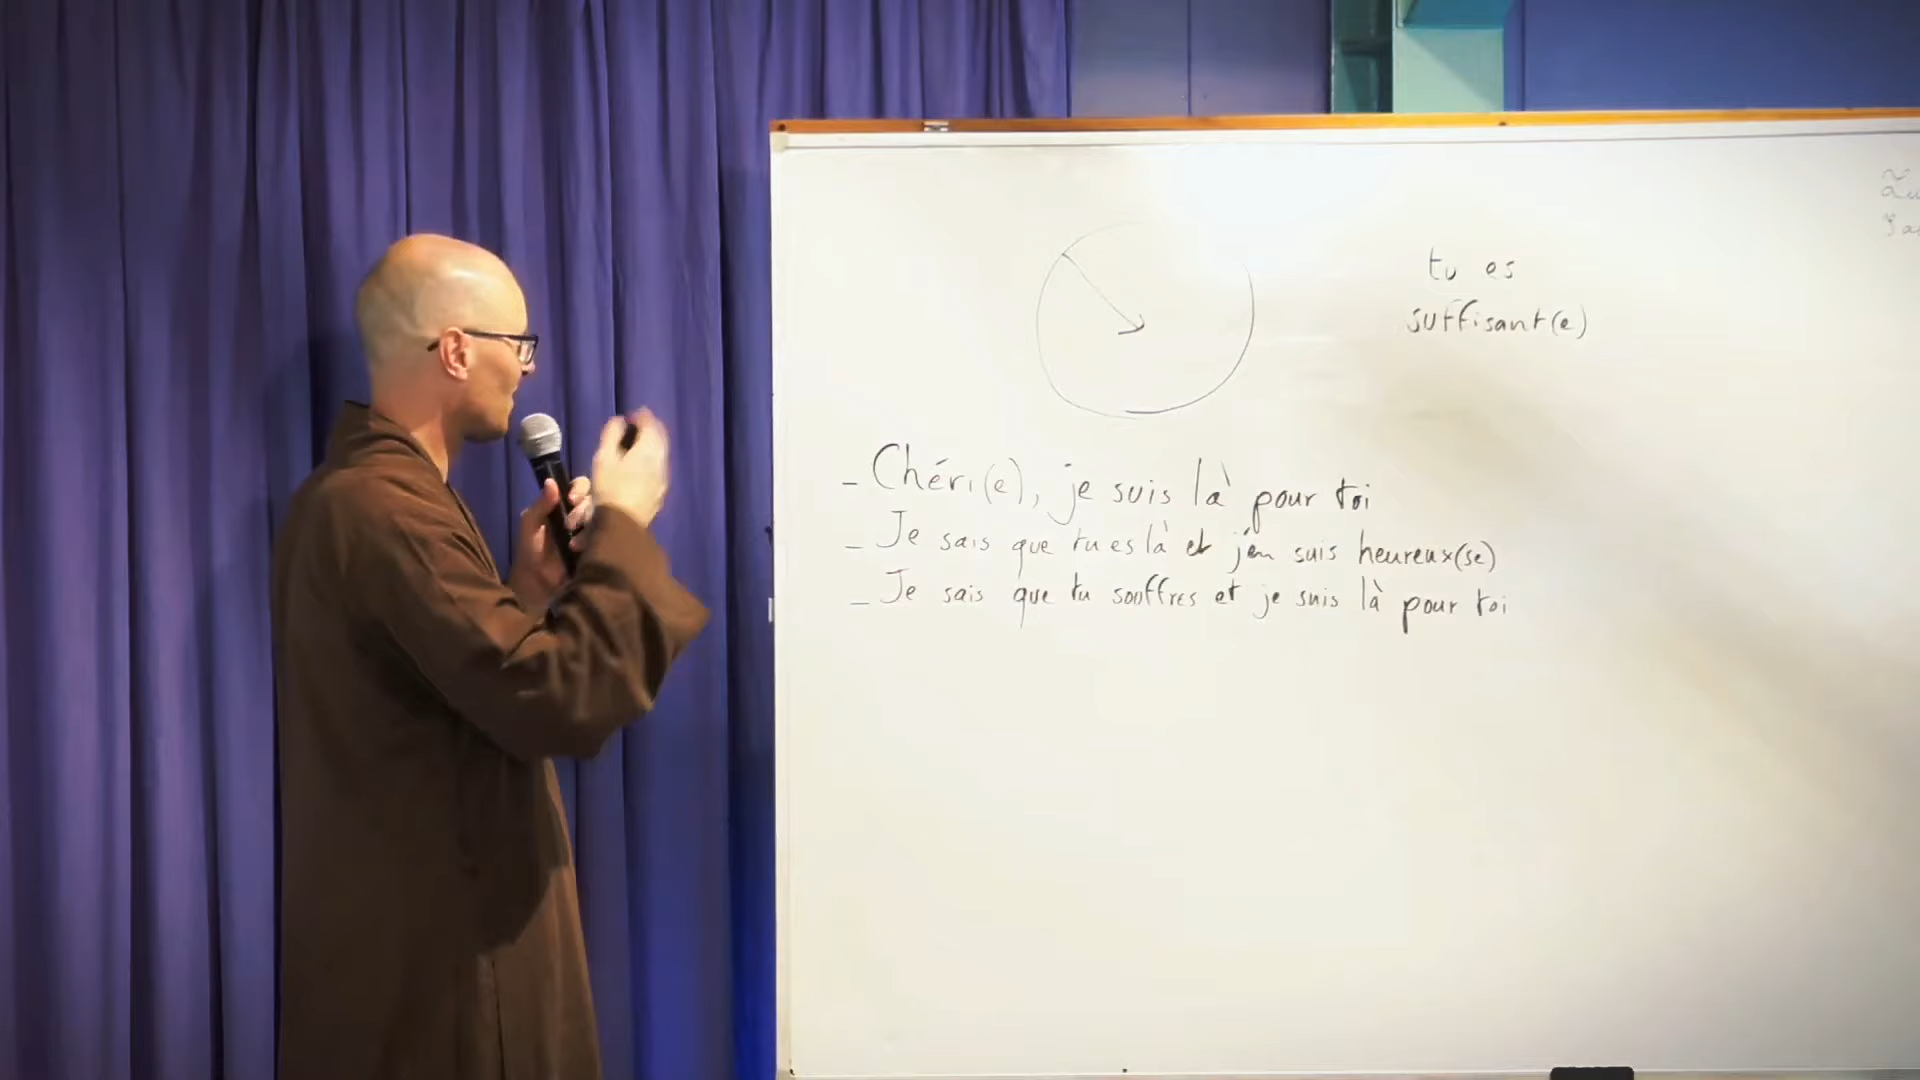 tu es
suffisant(e)
- Chéri(e), je suis là pour toi
- Je sais que tu es là et j'en suis heureux(se)
- Je sais que tu souffres et je suis là pour toi